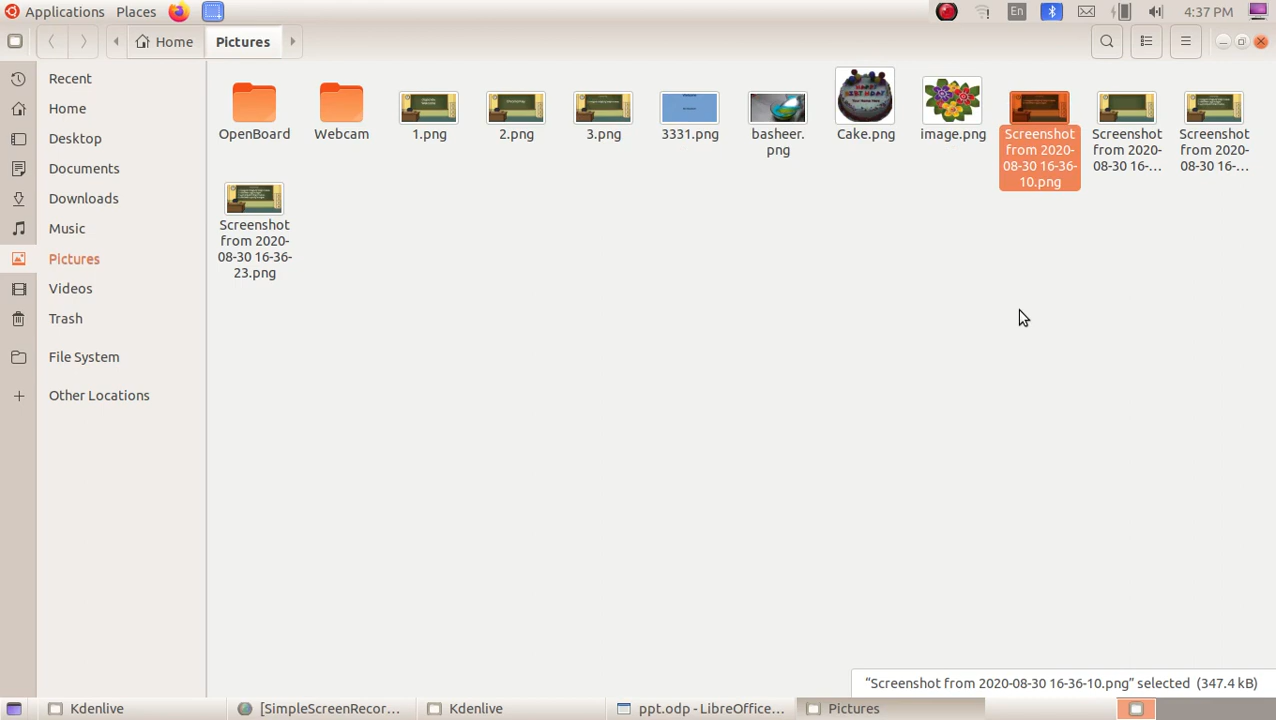 Applications Places En 4:37 PM
Home Pictures
Recent
Home
Desktop
Documents
Downloads
Music
Pictures
Videos
Trash
File System
Other Locations
OpenBoard
Webcam
1.png
2.png
3.png
3331.png
basheer.
png
Cake.png
image.png
Screenshot
from 2020-
08-30 16-36-
10.png
Screenshot
from 2020-
08-30 16-...
Screenshot
from 2020-
08-30 16-...
Screenshot
from 2020-
08-30 16-36-
23.png
HAPPY
BIRTHDAY
“Screenshot from 2020-08-30 16-36-10.png” selected (347.4 kB)
Kdenlive [SimpleScreenRecor... Kdenlive ppt.odp - LibreOffice... Pictures